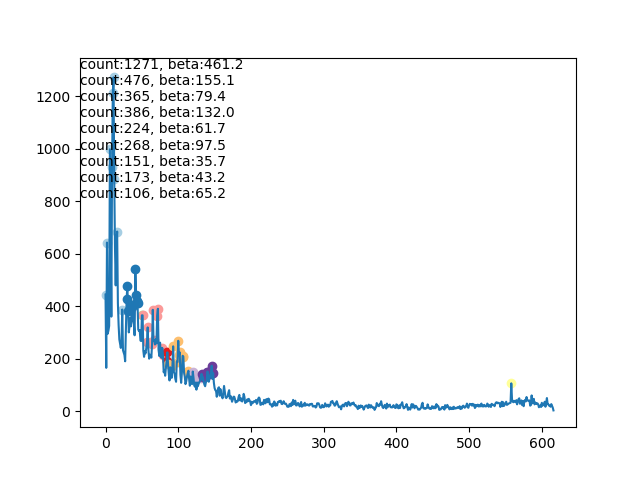 count:1271, beta:461.2
count:476, beta:155.1
count:365, beta:79.4
count:386, beta:132.0
count:224, beta:61.7
count:268, beta:97.5
count:151, beta:35.7
count:173, beta:43.2
count:106, beta:65.2
1200
1000
800
600
400
200
0
0 100 200 300 400 500 600